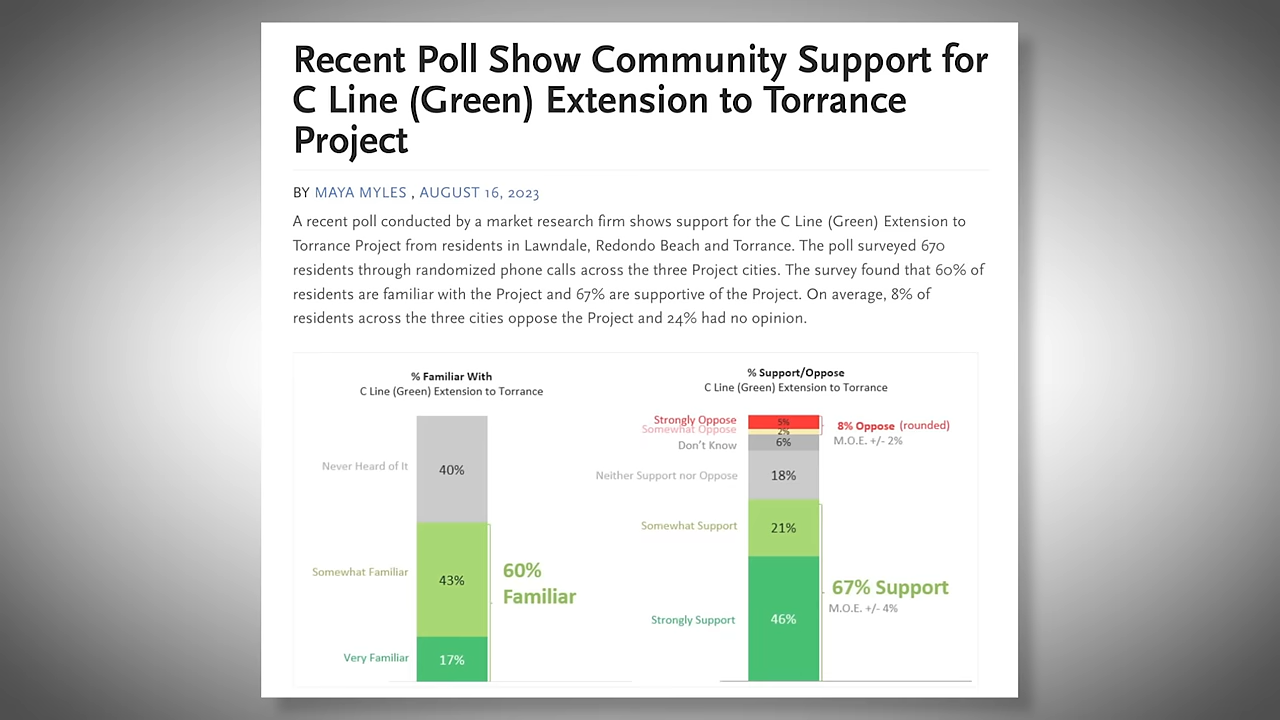 Recent Poll Show Community Support for
C Line (Green) Extension to Torrance
Project
BY MAYA MYLES , AUGUST 16, 2023
A recent poll conducted by a market research firm shows support for the C Line (Green) Extension to
Torrance Project from residents in Lawndale, Redondo Beach and Torrance. The poll surveyed 670
residents through randomized phone calls across the three Project cities. The survey found that 60% of
residents are familiar with the Project and 67% are supportive of the Project. On average, 8% of
residents across the three cities oppose the Project and 24% had no opinion.
% Familiar With
C Line (Green) Extension to Torrance
Never Heard of It
40%
Somewhat Familiar
43%
60%
Familiar
Very Familiar
17%
% Support/Oppose
C Line (Green) Extension to Torrance
Strongly Oppose
5%
8% Oppose (rounded)
Somewhat Oppose
2%
M.O.E. +/- 2%
Don't Know
6%
Neither Support nor Oppose
18%
Somewhat Support
21%
67% Support
M.O.E. +/- 4%
Strongly Support
46%